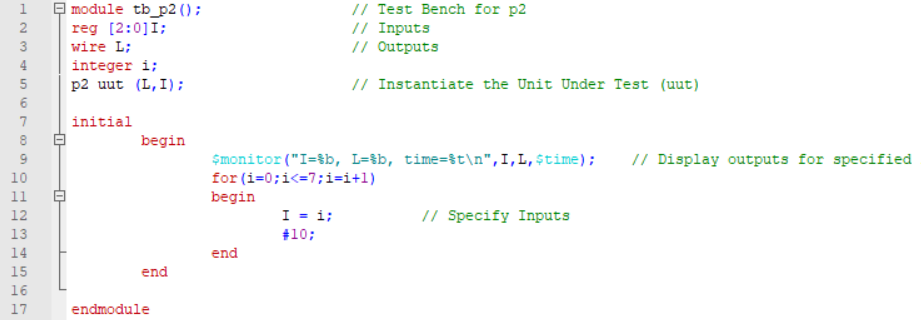 1 module tb_p2(); // Test Bench for p2
2 reg [2:0]I; // Inputs
3 wire L; // Outputs
4 integer i;
5 p2 uut (L,I); // Instantiate the Unit Under Test (uut)
6
7 initial
8 begin
9 $monitor("I=%b, L=%b, time=%t\n",I,L,$time); // Display outputs for specified
10 for(i=0;i<=7;i=i+1)
11 begin
12 I = i; // Specify Inputs
13 #10;
14 end
15 end
16
17 endmodule